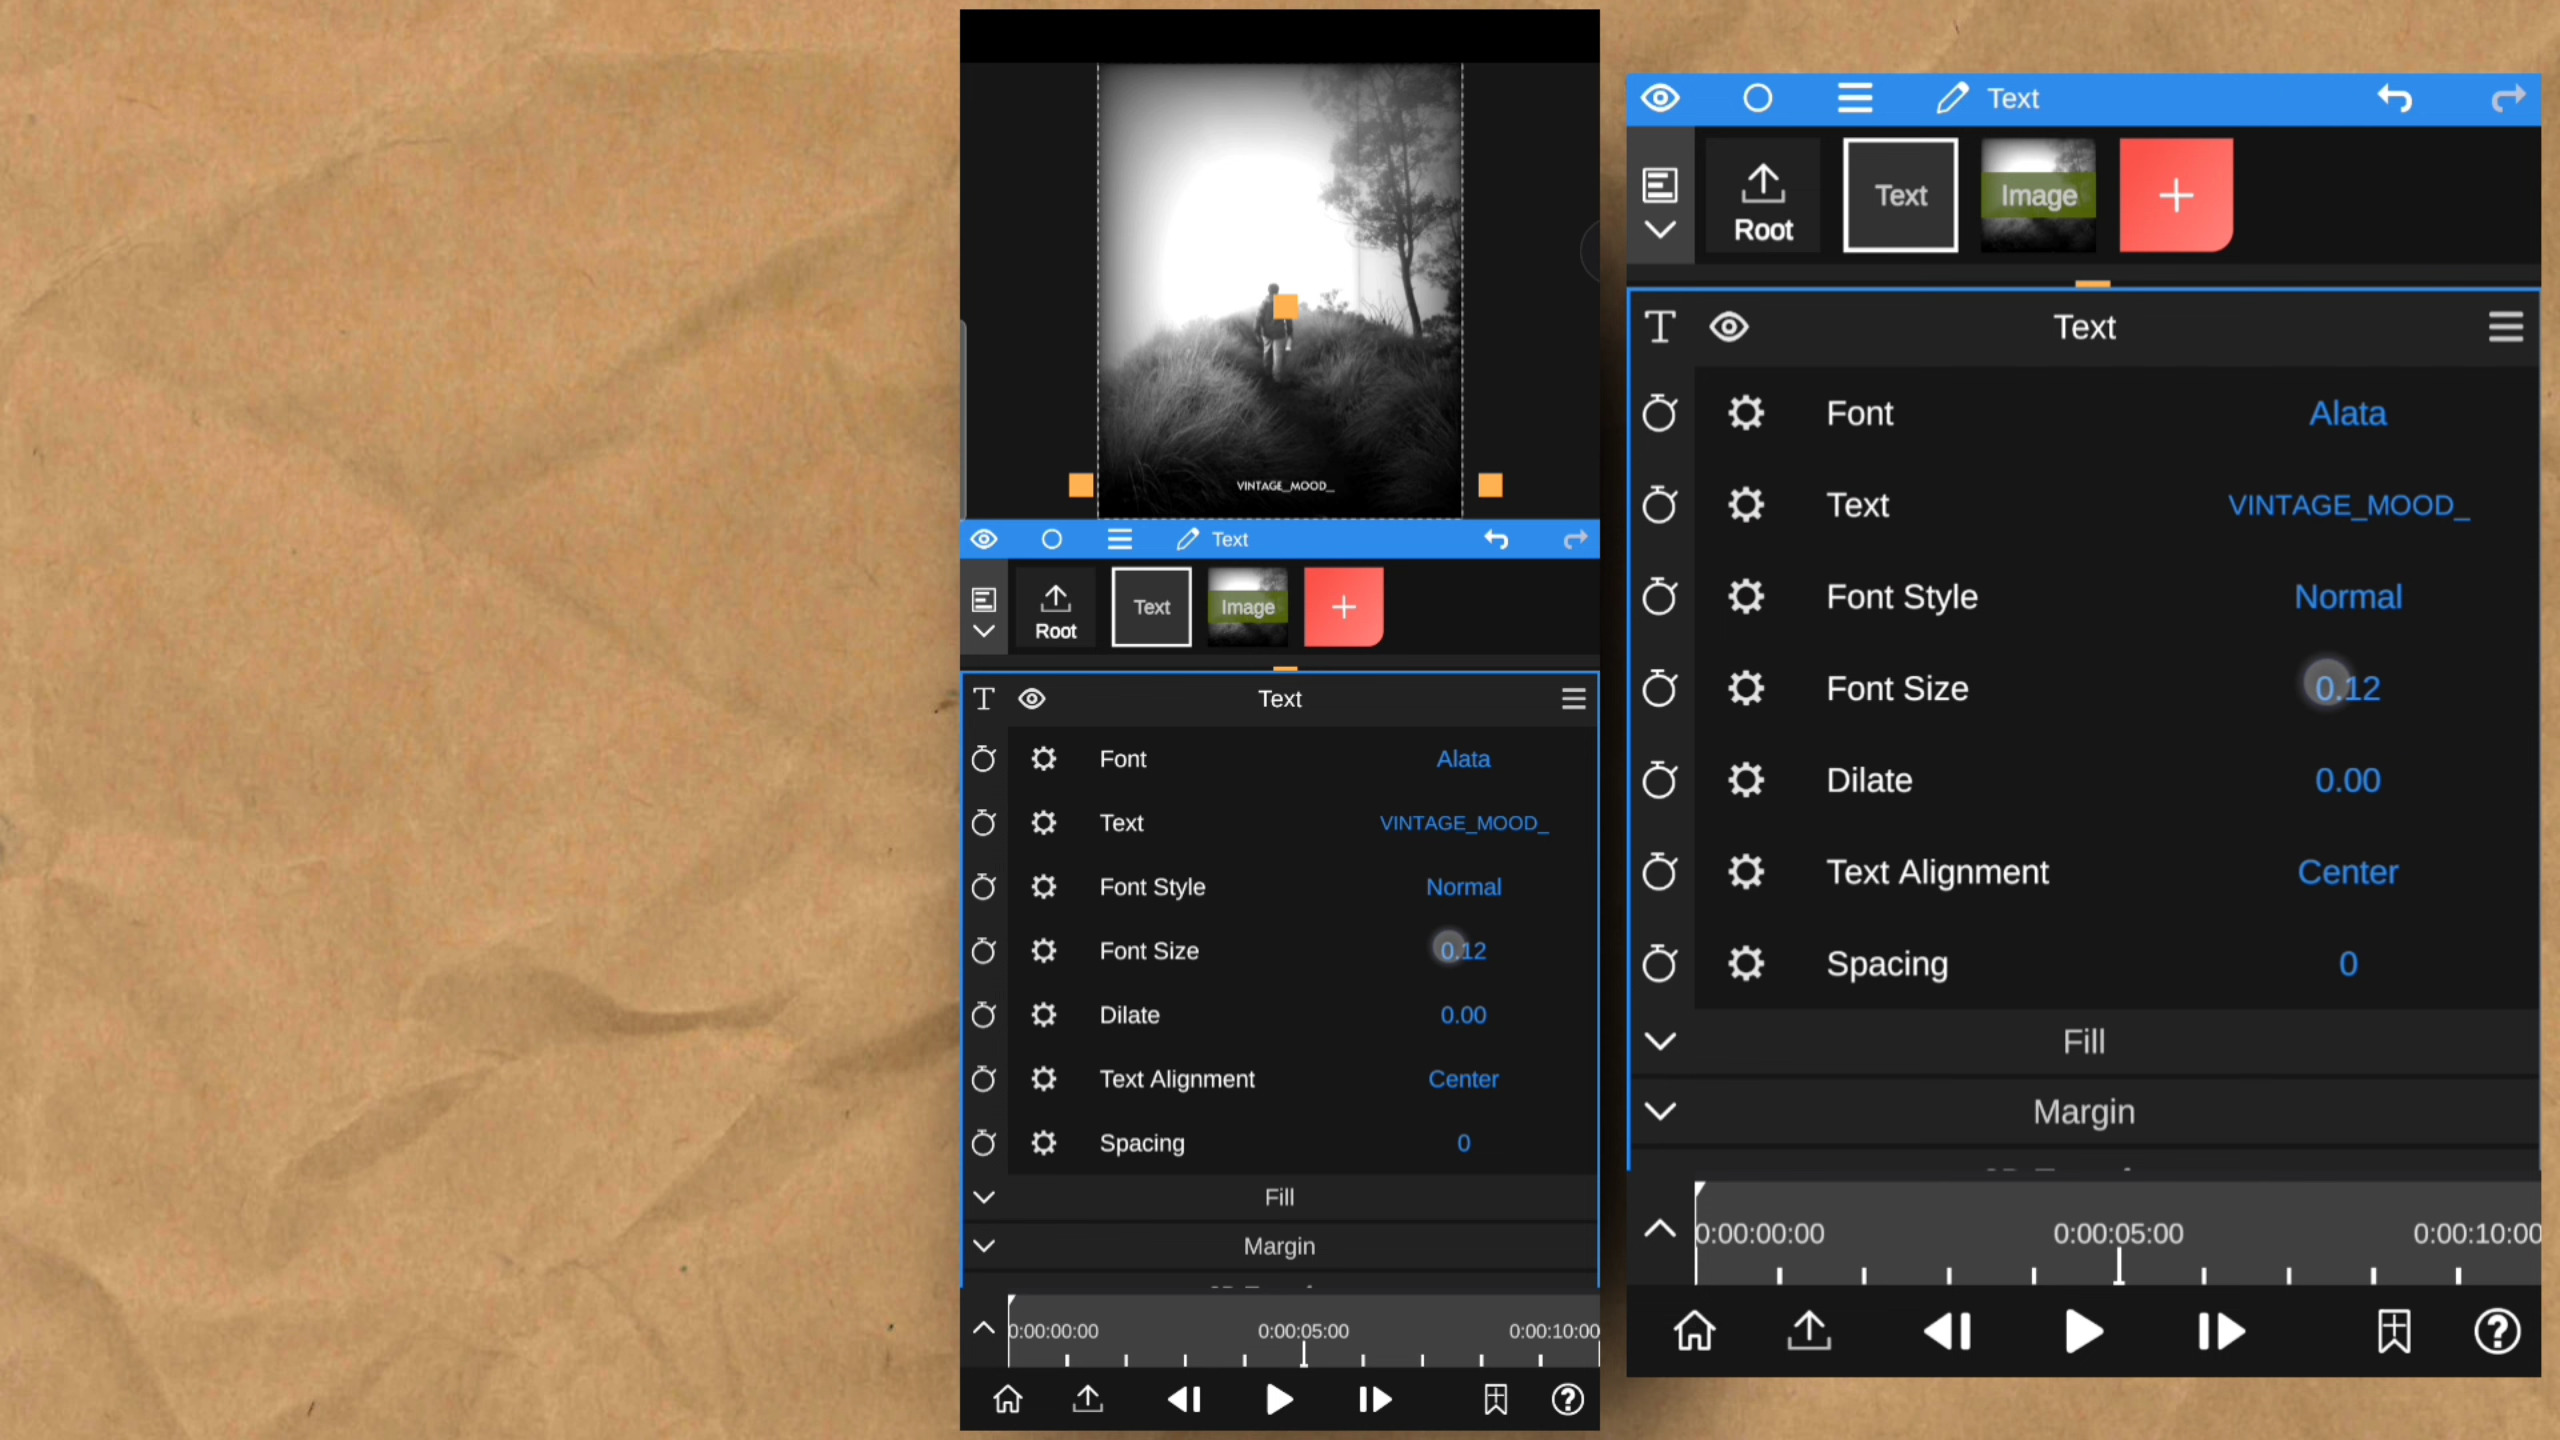 VINTAGE_MOOD_
Text
Root
Text
Image
Text
Font
Alata
Text
VINTAGE_MOOD_
Font Style
Normal
Font Size
0.12
Dilate
0.00
Text Alignment
Center
Spacing
0
Fill
Margin
0:00:00:00
0:00:05:00
0:00:10:00
Text
Root
Text
Image
Text
Font
Alata
Text
VINTAGE_MOOD_
Font Style
Normal
Font Size
0.12
Dilate
0.00
Text Alignment
Center
Spacing
0
Fill
Margin
0:00:00:00
0:00:05:00
0:00:10:00